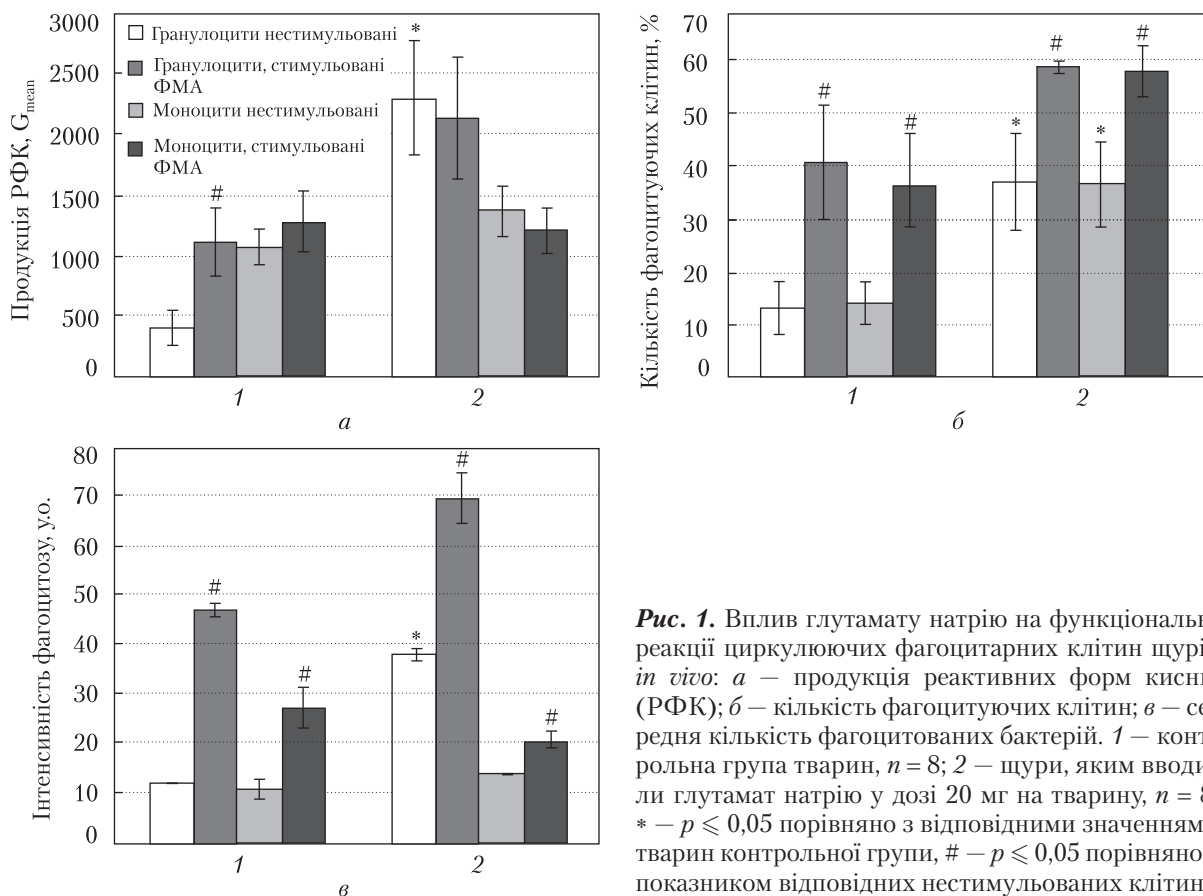 3000
2500
2000
1500
1000
500
0
Продукція РФК, G_mean
Гранулоцити нестимульовані
Гранулоцити, стимульовані
ФМА
Моноцити нестимульовані
Моноцити, стимульовані
ФМА
#
*
1
2
а
70
60
50
40
30
20
10
0
Кількість фагоцитуючих клітин, %
#
#
*
#
*
#
1
2
б
80
70
60
50
40
30
20
10
0
Інтенсивність фагоцитозу, у.о.
#
#
*
#
#
1
2
в
Рис. 1. Вплив глутамату натрію на функціональн
реакції циркулюючих фагоцитарних клітин щурі
in vivo: а — продукція реактивних форм кисн
(РФК); б — кількість фагоцитуючих клітин; в — се
редня кількість фагоцитованих бактерій. 1 — конт
рольна група тварин, n = 8; 2 — щури, яким вводи
ли глутамат натрію у дозі 20 мг на тварину, n = 8
* — p ⩽ 0,05 порівняно з відповідними значенням
тварин контрольної групи, # — p ⩽ 0,05 порівняно
показником відповідних нестимульованих клітин